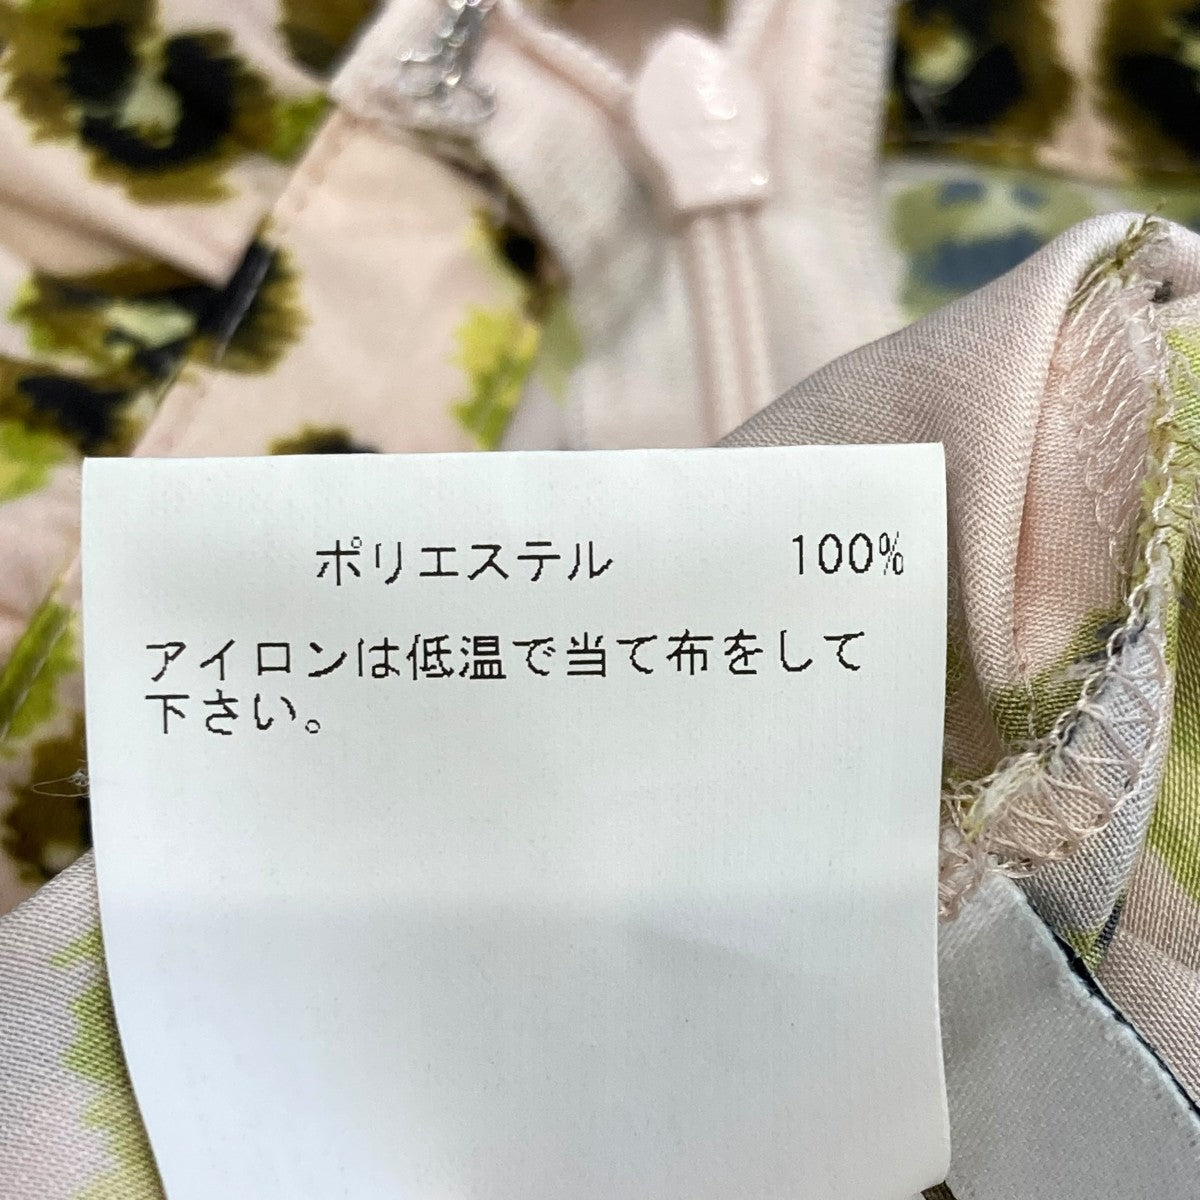 ポリエステル 100%
アイロンは低温で当て布をして
下さい。